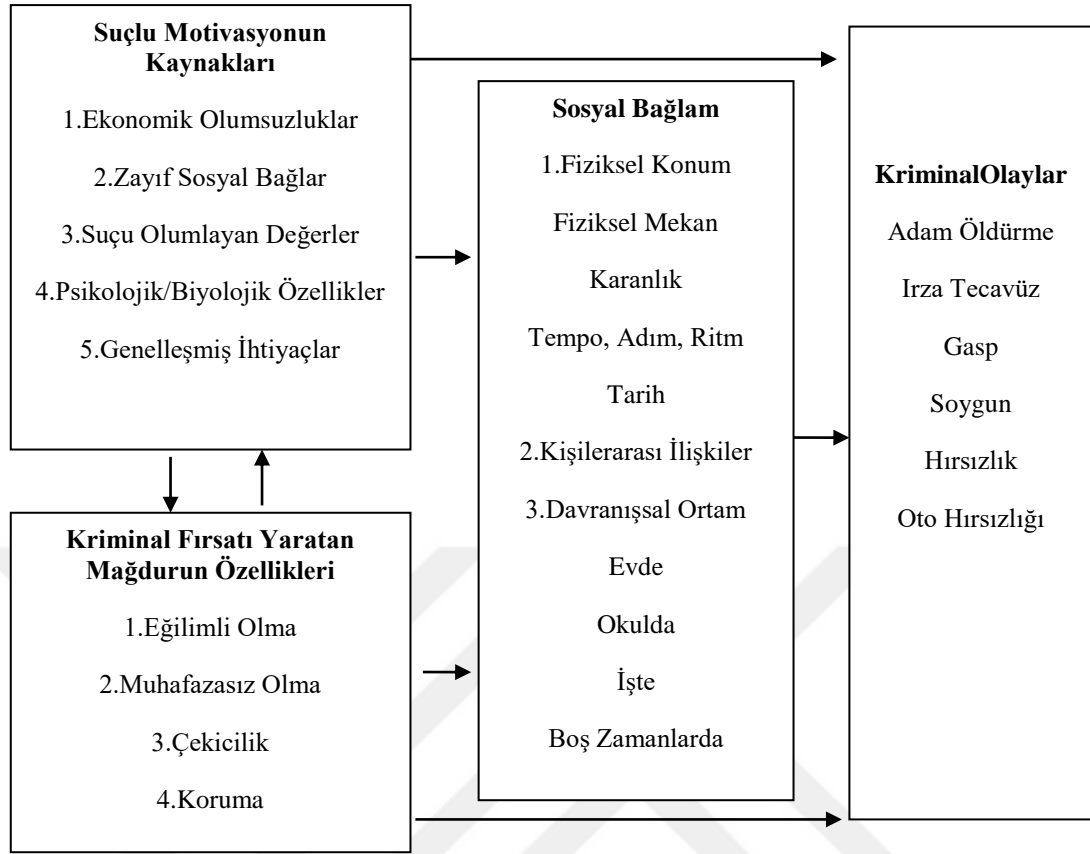 Suçlu Motivasyonun
Kaynakları
1.Ekonomik Olumsuzluklar
2.Zayıf Sosyal Bağlar
3.Suçu Olumlayan Değerler
4.Psikolojik/Biyolojik Özellikler
5.Genelleşmiş İhtiyaçlar
Kriminal Fırsatı Yaratan
Mağdurun Özellikleri
1.Eğilimli Olma
2.Muhafazasız Olma
3.Çekicilik
4.Koruma
Sosyal Bağlam
1.Fiziksel Konum
Fiziksel Mekan
Karanlık
Tempo, Adım, Ritm
Tarih
2.Kişilerarası İlişkiler
3.Davranışsal Ortam
Evde
Okulda
İşte
Boş Zamanlarda
KriminalOlaylar
Adam Öldürme
Irza Tecavüz
Gasp
Soygun
Hırsızlık
Oto Hırsızlığı